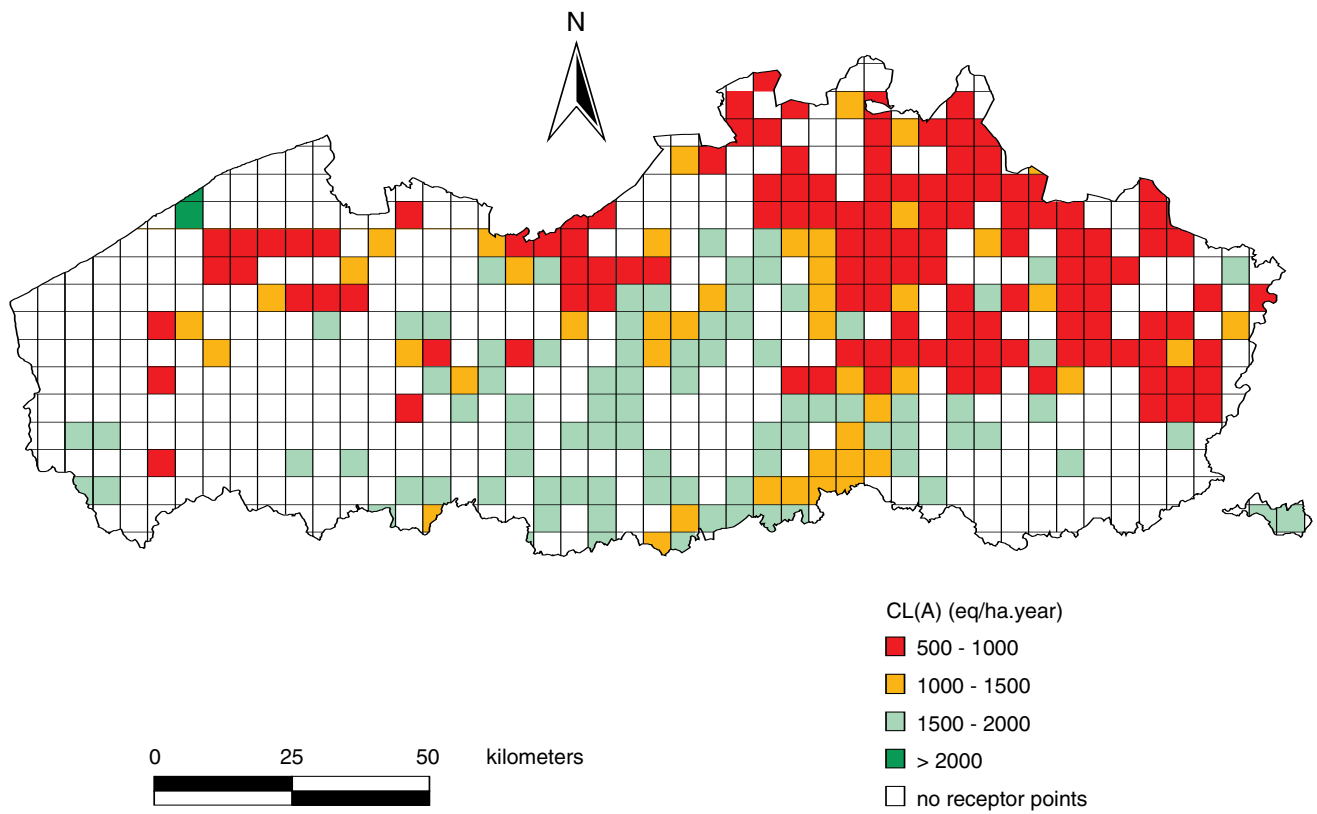 N
CL(A) (eq/ha.year)
500 - 1000
1000 - 1500
1500 - 2000
> 2000
no receptor points
0 25 50 kilometers